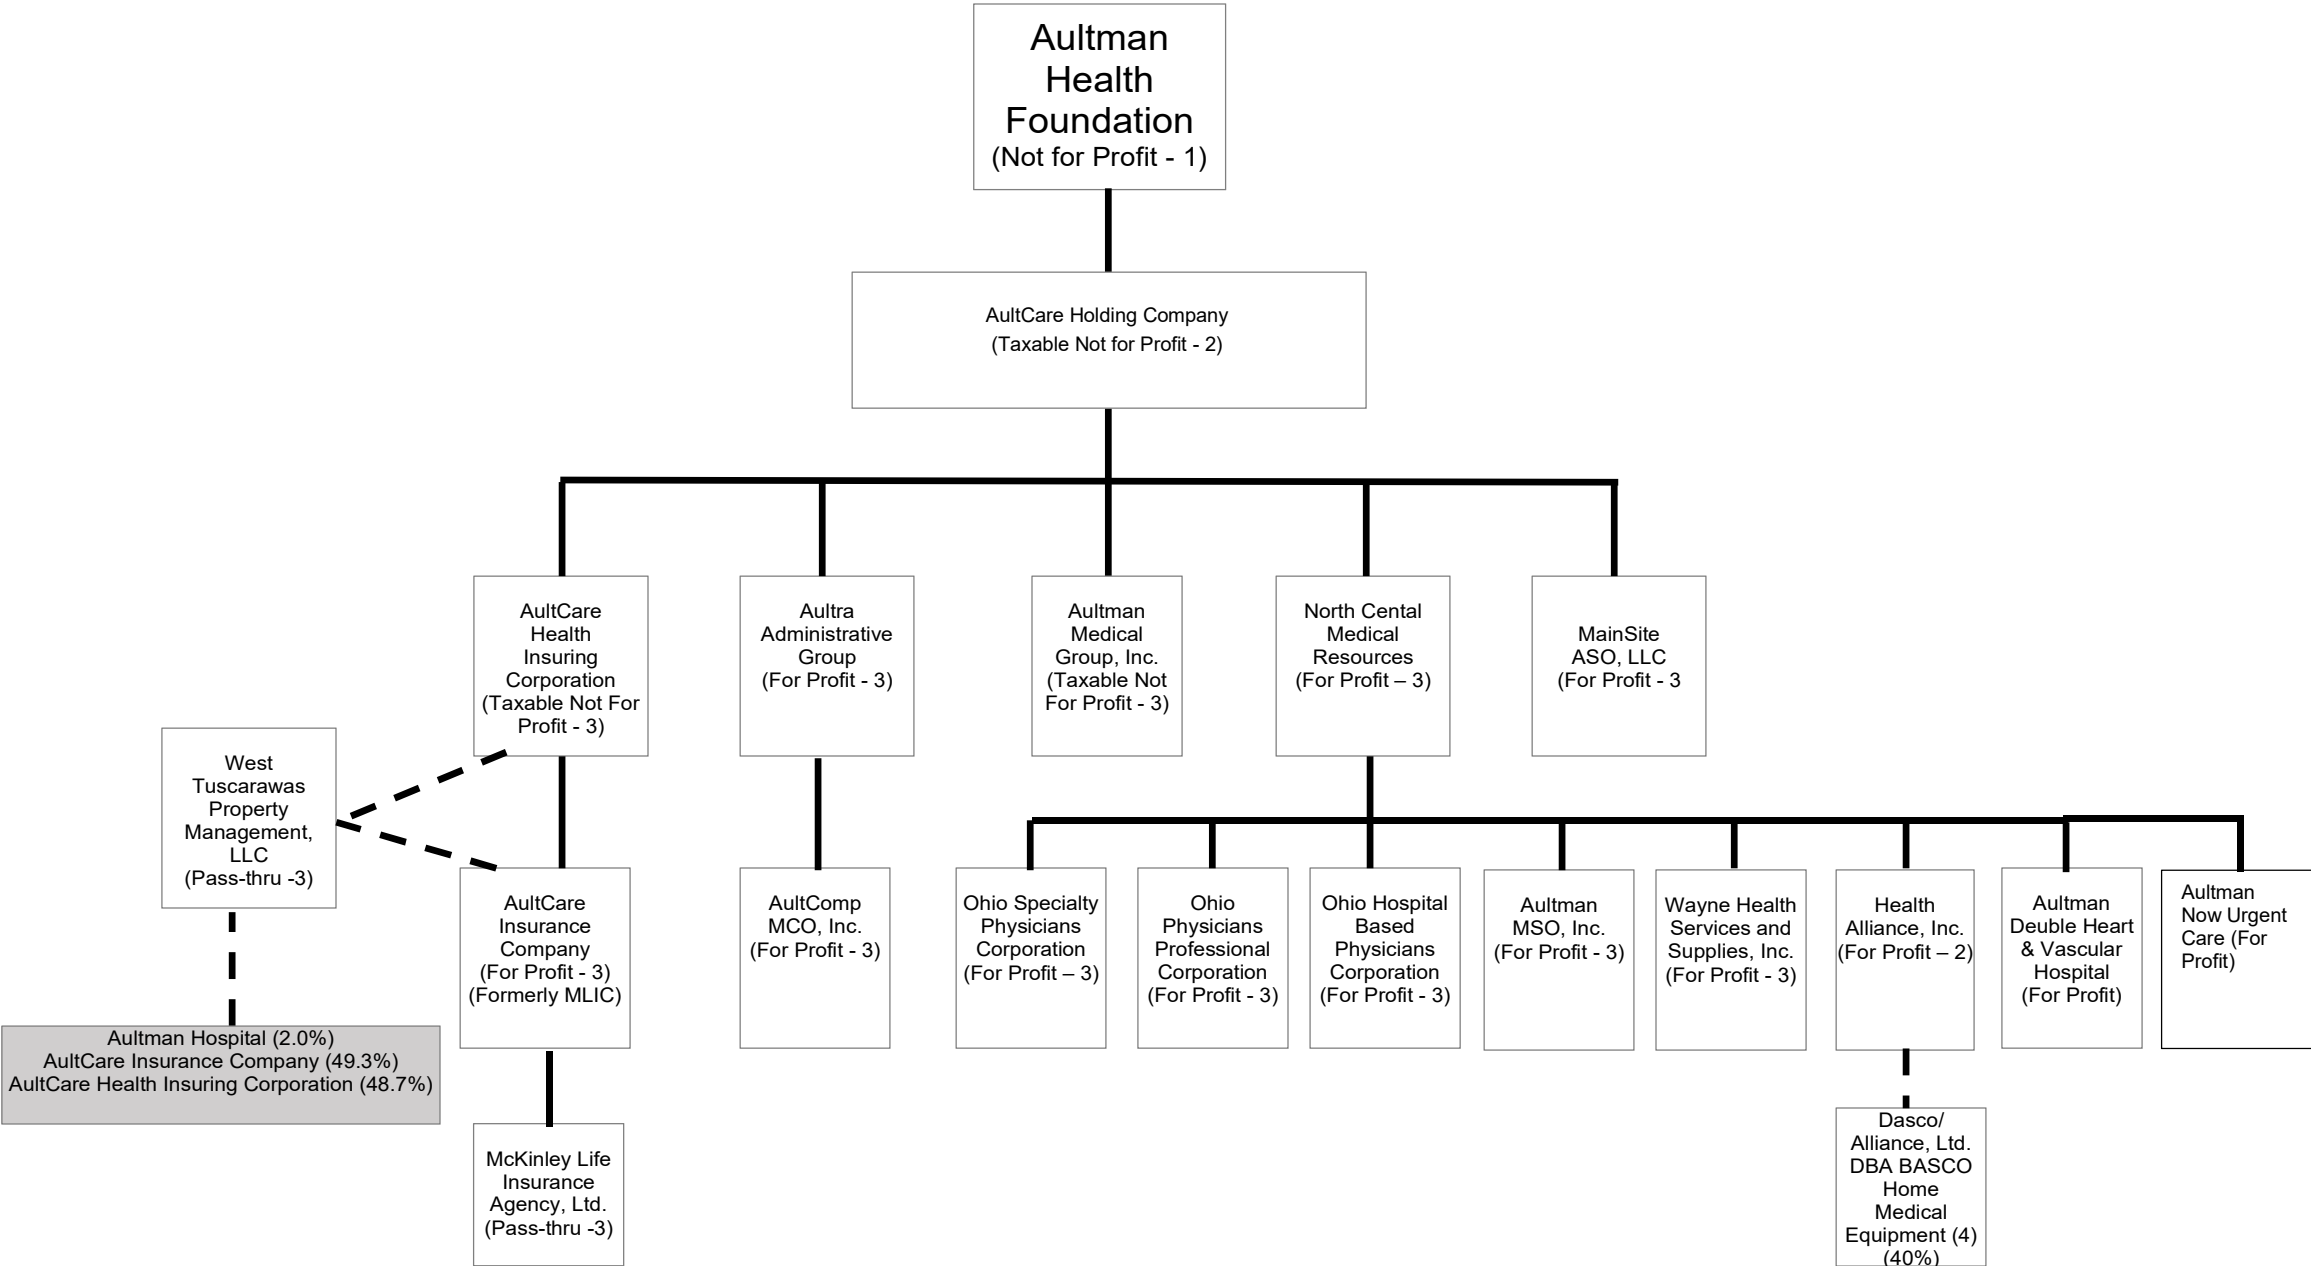 Aultman
Health
Foundation
(Not for Profit - 1)
AultCare Holding Company
(Taxable Not for Profit - 2)
AultCare
Health
Insuring
Corporation
(Taxable Not For
Profit - 3)
Aultra
Administrative
Group
(For Profit - 3)
Aultman
Medical
Group, Inc.
(Taxable Not
For Profit - 3)
North Cental
Medical
Resources
(For Profit – 3)
MainSite
ASO, LLC
(For Profit - 3
West
Tuscarawas
Property
Management,
LLC
(Pass-thru -3)
AultCare
Insurance
Company
(For Profit - 3)
(Formerly MLIC)
AultComp
MCO, Inc.
(For Profit - 3)
Ohio Specialty
Physicians
Corporation
(For Profit – 3)
Ohio
Physicians
Professional
Corporation
(For Profit - 3)
Ohio Hospital
Based
Physicians
Corporation
(For Profit - 3)
Aultman
MSO, Inc.
(For Profit - 3)
Wayne Health
Services and
Supplies, Inc.
(For Profit - 3)
Health
Alliance, Inc.
(For Profit – 2)
Aultman
Deuble Heart
& Vascular
Hospital
(For Profit)
Aultman
Now Urgent
Care (For
Profit)
Aultman Hospital (2.0%)
AultCare Insurance Company (49.3%)
AultCare Health Insuring Corporation (48.7%)
McKinley Life
Insurance
Agency, Ltd.
(Pass-thru -3)
Dasco/
Alliance, Ltd.
DBA BASCO
Home
Medical
Equipment (4)
(40%)